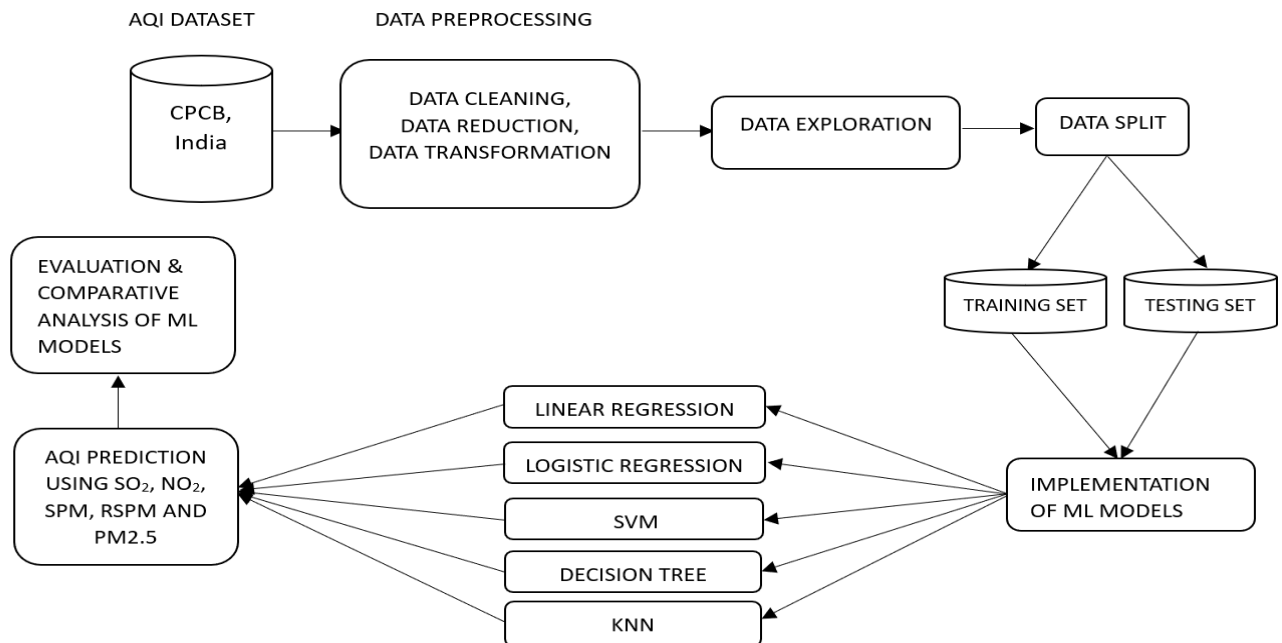 AQI DATASET
DATA PREPROCESSING
CPCB,
India
DATA CLEANING,
DATA REDUCTION,
DATA TRANSFORMATION
DATA EXPLORATION
DATA SPLIT
TRAINING SET
TESTING SET
IMPLEMENTATION
OF ML MODELS
LINEAR REGRESSION
LOGISTIC REGRESSION
SVM
DECISION TREE
KNN
AQI PREDICTION
USING SO₂, NO₂,
SPM, RSPM AND
PM2.5
EVALUATION &
COMPARATIVE
ANALYSIS OF ML
MODELS